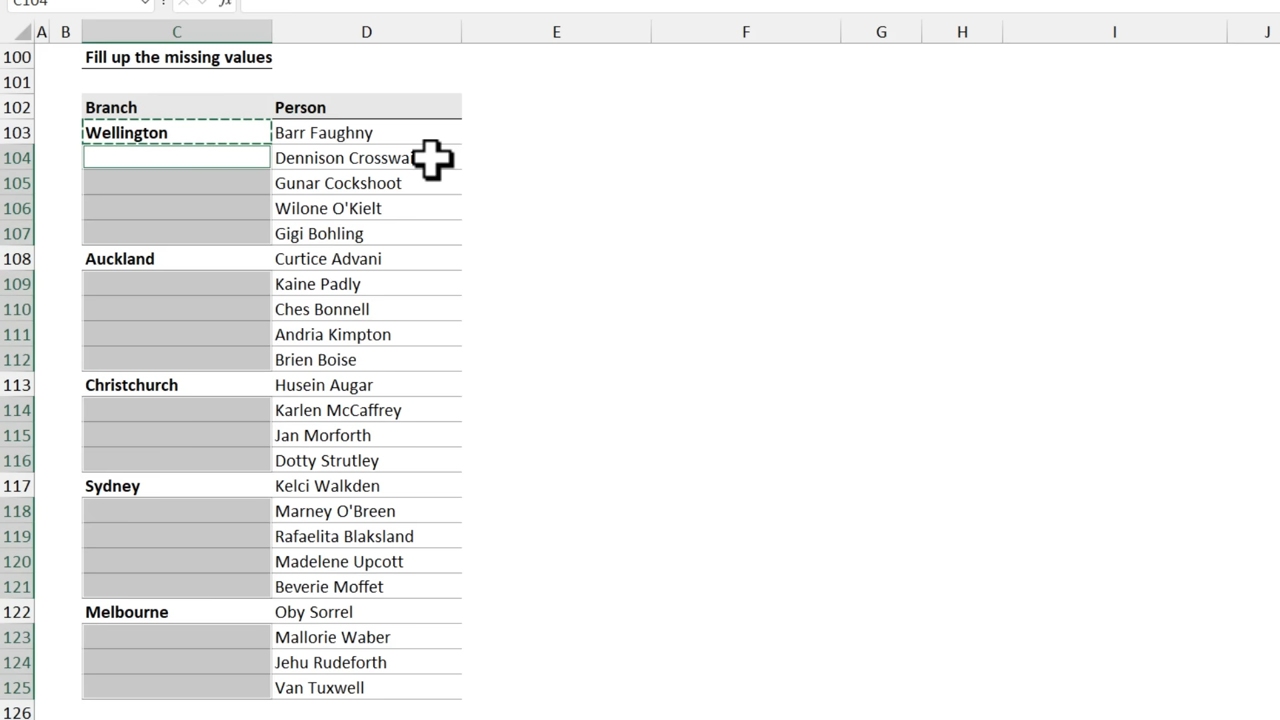 C104 fx
A B C D E F G H I J
100 Fill up the missing values
101
102 Branch Person
103 Wellington Barr Faughny
104 Dennison Crosswa
105 Gunar Cockshoot
106 Wilone O'Kielt
107 Gigi Bohling
108 Auckland Curtice Advani
109 Kaine Padly
110 Ches Bonnell
111 Andria Kimpton
112 Brien Boise
113 Christchurch Husein Augar
114 Karlen McCaffrey
115 Jan Morforth
116 Dotty Strutley
117 Sydney Kelci Walkden
118 Marney O'Breen
119 Rafaelita Blaksland
120 Madelene Upcott
121 Beverie Moffet
122 Melbourne Oby Sorrel
123 Mallorie Waber
124 Jehu Rudeforth
125 Van Tuxwell
126